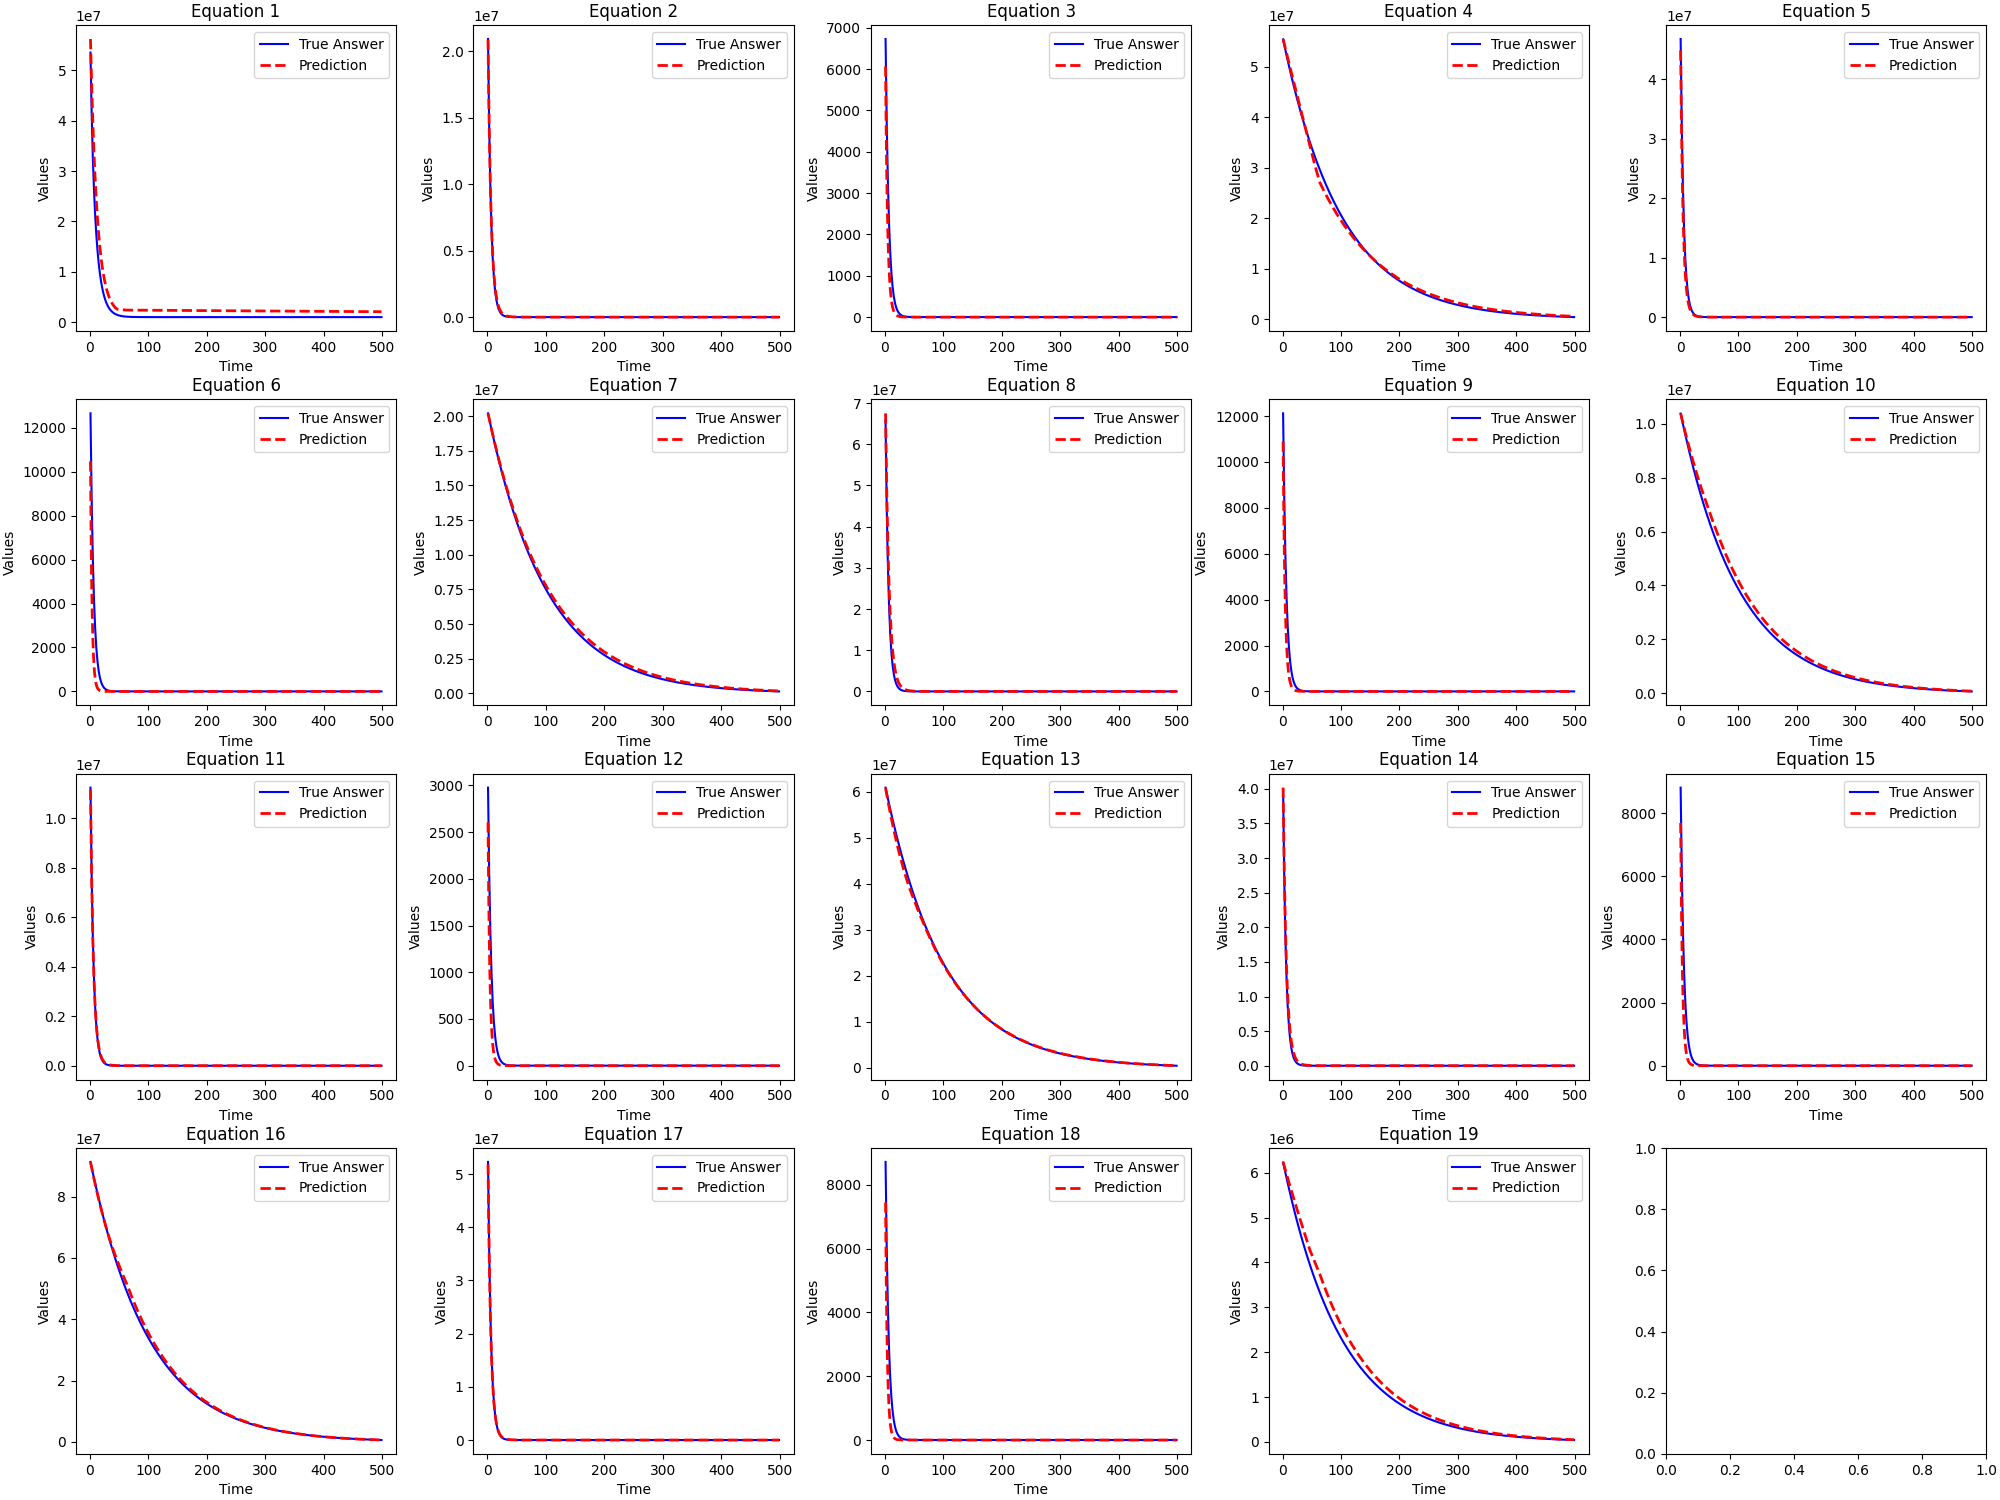 Equation 1
1e7
5
4
3
2
1
0
Values
True Answer
Prediction
0 100 200 300 400 500
Time
Equation 2
1e7
2.0
1.5
1.0
0.5
0.0
Values
True Answer
Prediction
0 100 200 300 400 500
Time
Equation 3
7000
6000
5000
4000
3000
2000
1000
0
Values
True Answer
Prediction
0 100 200 300 400 500
Time
Equation 4
1e7
5
4
3
2
1
0
Values
True Answer
Prediction
0 100 200 300 400 500
Time
Equation 5
1e7
4
3
2
1
0
Values
True Answer
Prediction
0 100 200 300 400 500
Time
Equation 6
12000
10000
8000
6000
4000
2000
0
Values
True Answer
Prediction
0 100 200 300 400 500
Time
Equation 7
1e7
2.00
1.75
1.50
1.25
1.00
0.75
0.50
0.25
0.00
Values
True Answer
Prediction
0 100 200 300 400 500
Time
Equation 8
1e7
7
6
5
4
3
2
1
0
Values
True Answer
Prediction
0 100 200 300 400 500
Time
Equation 9
12000
10000
8000
6000
4000
2000
0
Values
True Answer
Prediction
0 100 200 300 400 500
Time
Equation 10
1e7
1.0
0.8
0.6
0.4
0.2
0.0
Values
True Answer
Prediction
0 100 200 300 400 500
Time
Equation 11
1e7
1.0
0.8
0.6
0.4
0.2
0.0
Values
True Answer
Prediction
0 100 200 300 400 500
Time
Equation 12
3000
2500
2000
1500
1000
500
0
Values
True Answer
Prediction
0 100 200 300 400 500
Time
Equation 13
1e7
6
5
4
3
2
1
0
Values
True Answer
Prediction
0 100 200 300 400 500
Time
Equation 14
1e7
4.0
3.5
3.0
2.5
2.0
1.5
1.0
0.5
0.0
Values
True Answer
Prediction
0 100 200 300 400 500
Time
Equation 15
8000
6000
4000
2000
0
Values
True Answer
Prediction
0 100 200 300 400 500
Time
Equation 16
1e7
8
6
4
2
0
Values
True Answer
Prediction
0 100 200 300 400 500
Time
Equation 17
1e7
5
4
3
2
1
0
Values
True Answer
Prediction
0 100 200 300 400 500
Time
Equation 18
8000
6000
4000
2000
0
Values
True Answer
Prediction
0 100 200 300 400 500
Time
Equation 19
1e6
6
5
4
3
2
1
0
Values
True Answer
Prediction
0 100 200 300 400 500
Time
1.0
0.8
0.6
0.4
0.2
0.0
0.0 0.2 0.4 0.6 0.8 1.0